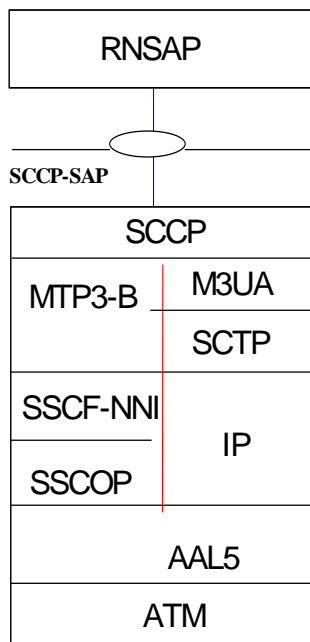 RNSAP
SCCP-SAP
SCCP
MTP3-B
M3UA
SCTP
SSCF-NNI
IP
SSCOP
AAL5
ATM